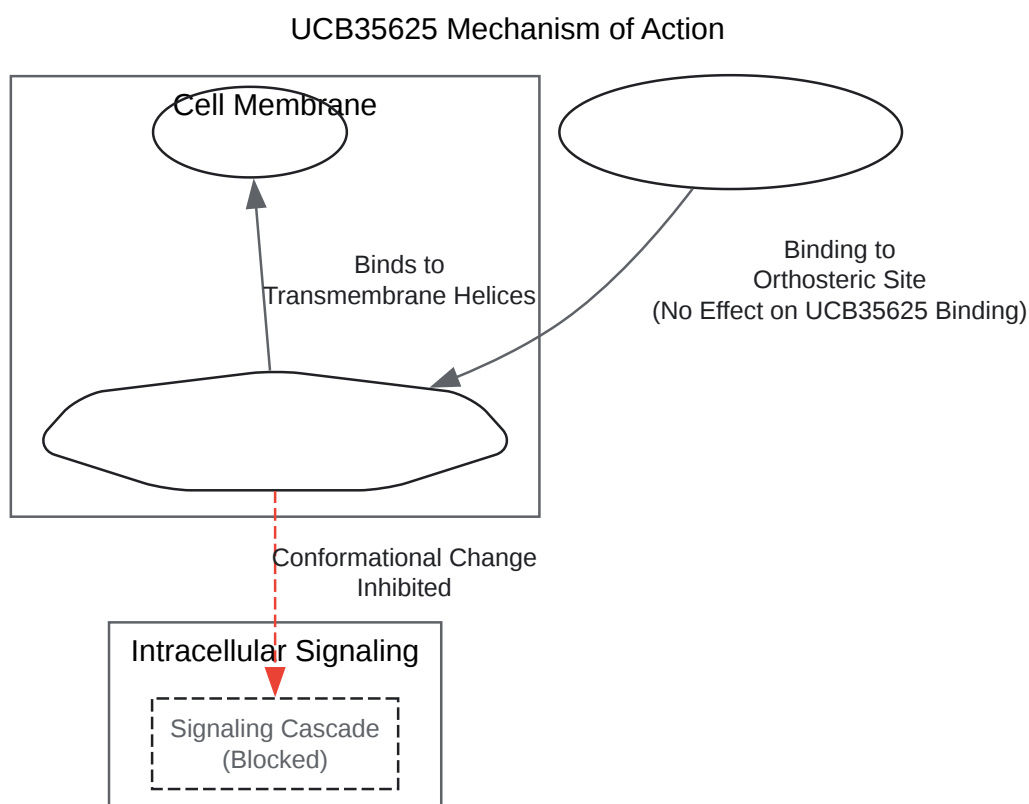 UCB35625 Mechanism of Action
Cell Membrane
Binds to
Transmembrane Helices
Binding to
Orthosteric Site
(No Effect on UCB35625 Binding)
Conformational Change
Inhibited
Intracellular Signaling
Signaling Cascade
(Blocked)